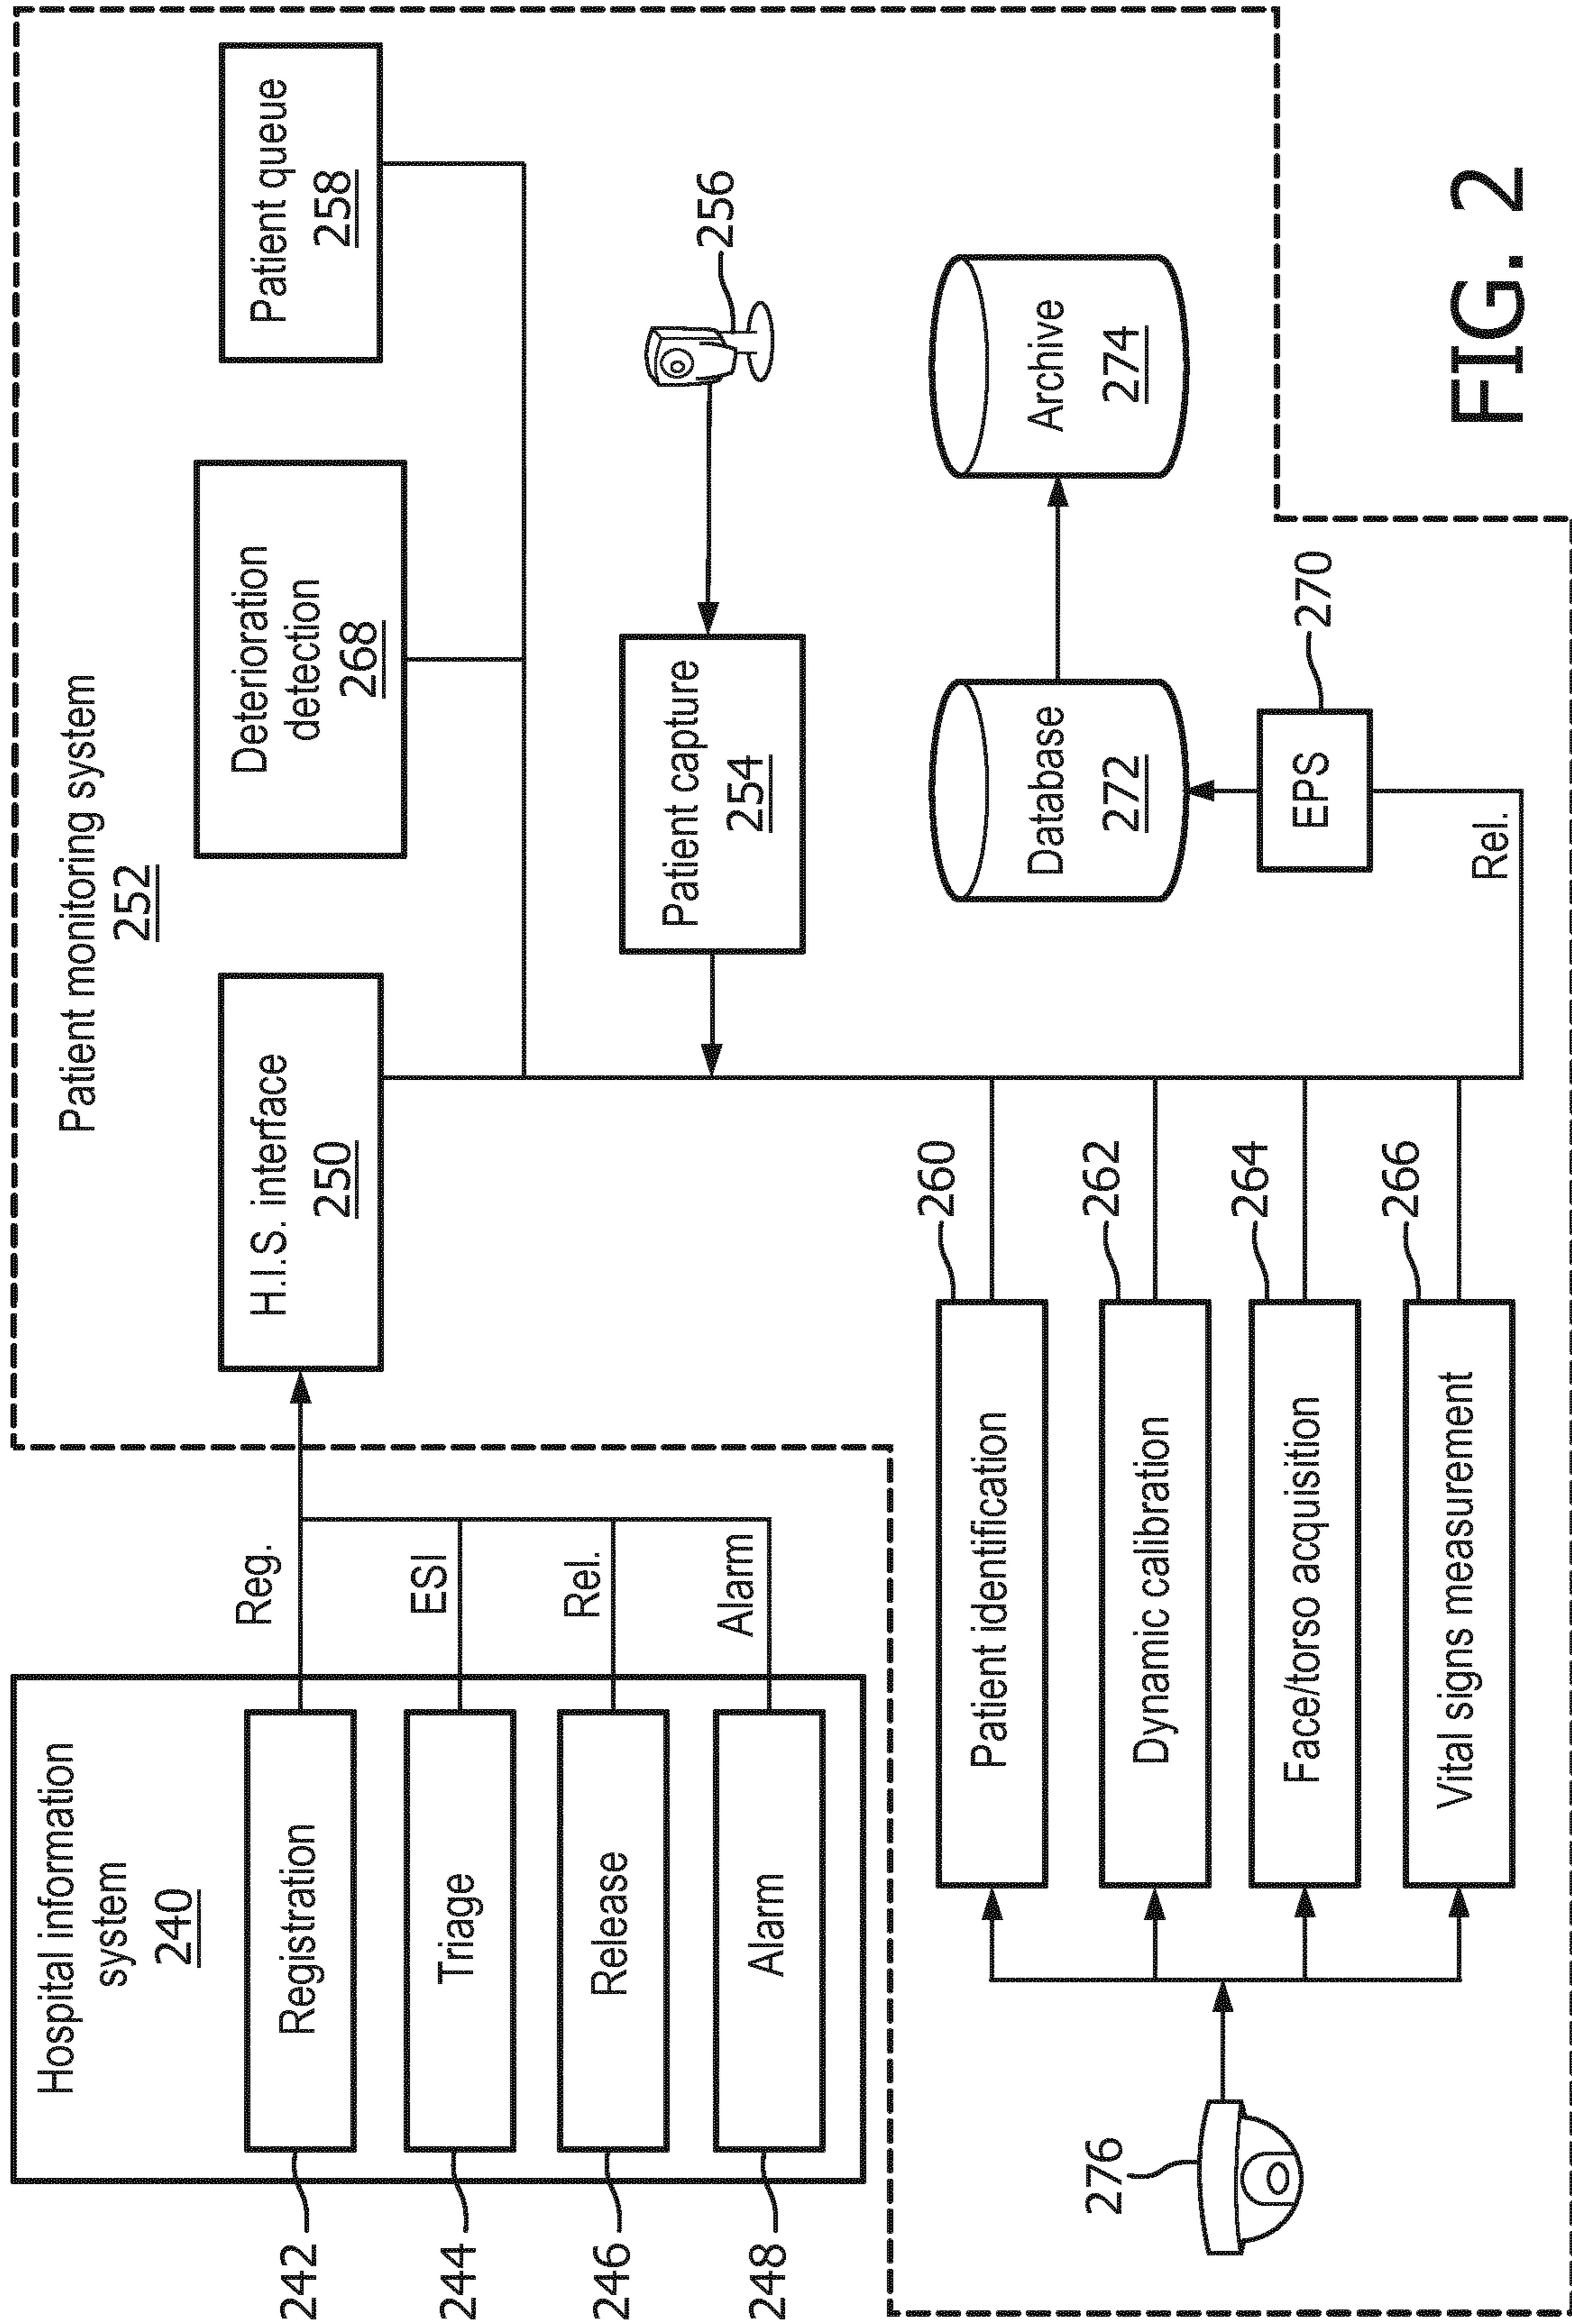 Patient monitoring system
252
Hospital information
system
240
Registration
Triage
Release
Alarm
242
244
246
248
Reg.
ESI
Rel.
Alarm
H.I.S. interface
250
Deterioration
detection
268
Patient queue
258
Patient capture
254
256
Patient identification
260
Dynamic calibration
262
Face/torso acquisition
264
Vital signs measurement
266
276
Database
272
Archive
274
EPS
270
Rel.
FIG. 2